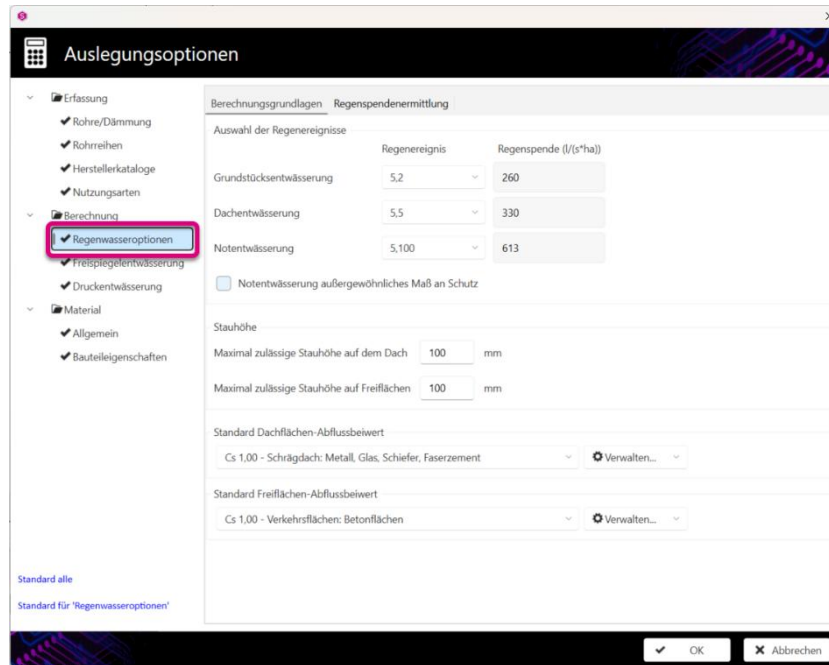 Auslegungsoptionen
Erfassung
Rohre/Dämmung
Rohrreihen
Herstellerkataloge
Nutzungsarten
Berechnung
Regenwasseroptionen
Freispiegelentwässerung
Druckentwässerung
Material
Allgemein
Bauteileigenschaften
Standard alle
Standard für 'Regenwasseroptionen'
Berechnungsgrundlagen Regenspendenermittlung
Auswahl der Regenereignisse
Regenereignis Regenspende (l/(s*ha))
Grundstücksentwässerung 5,2 260
Dachentwässerung 5,5 330
Notentwässerung 5,100 613
Notentwässerung außergewöhnliches Maß an Schutz
Stauhöhe
Maximal zulässige Stauhöhe auf dem Dach 100 mm
Maximal zulässige Stauhöhe auf Freiflächen 100 mm
Standard Dachflächen-Abflussbeiwert
Cs 1,00 - Schrägdach: Metall, Glas, Schiefer, Faserzement Verwalten...
Standard Freiflächen-Abflussbeiwert
Cs 1,00 - Verkehrsflächen: Betonflächen Verwalten...
OK Abbrechen